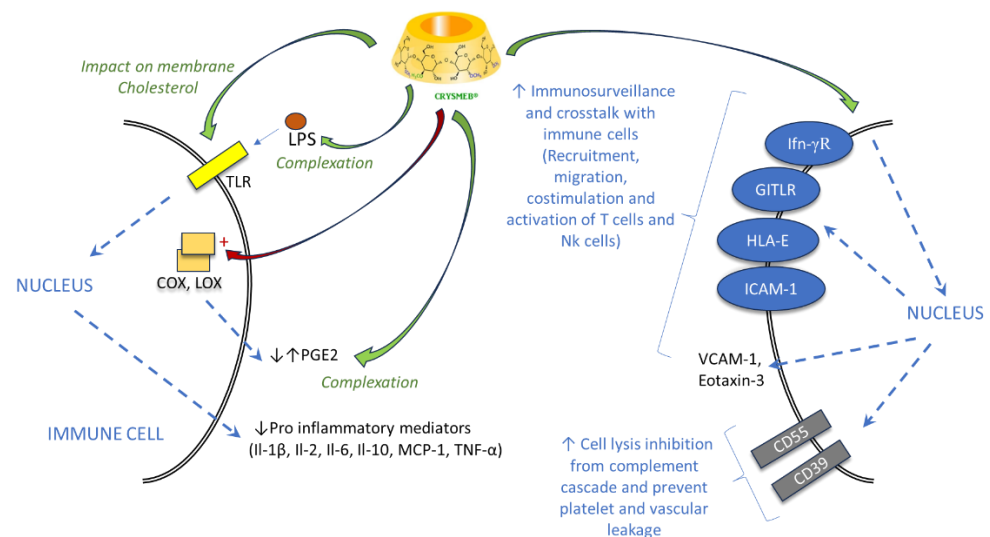 Impact on membrane
Cholesterol
CRYSMEB®
LPS
Complexation
TLR
+
COX, LOX
NUCLEUS
↓↑PGE2
Complexation
IMMUNE CELL
↓Pro inflammatory mediators
(Il-1β, Il-2, Il-6, Il-10, MCP-1, TNF-α)
↑ Immunosurveillance
and crosstalk with
immune cells
(Recruitment,
migration,
costimulation and
activation of T cells and
Nk cells)
Ifn-γR
GITLR
HLA-E
ICAM-1
NUCLEUS
VCAM-1,
Eotaxin-3
CD55
CD39
↑ Cell lysis inhibition
from complement
cascade and prevent
platelet and vascular
leakage